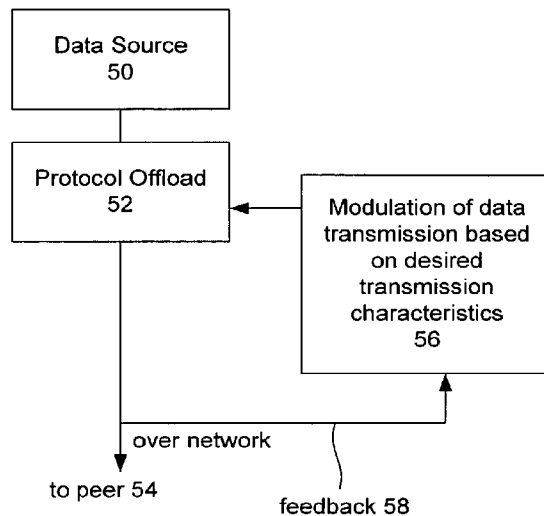 Data Source
50
Protocol Offload
52
Modulation of data
transmission based
on desired
transmission
characteristics
56
over network
to peer 54
feedback 58